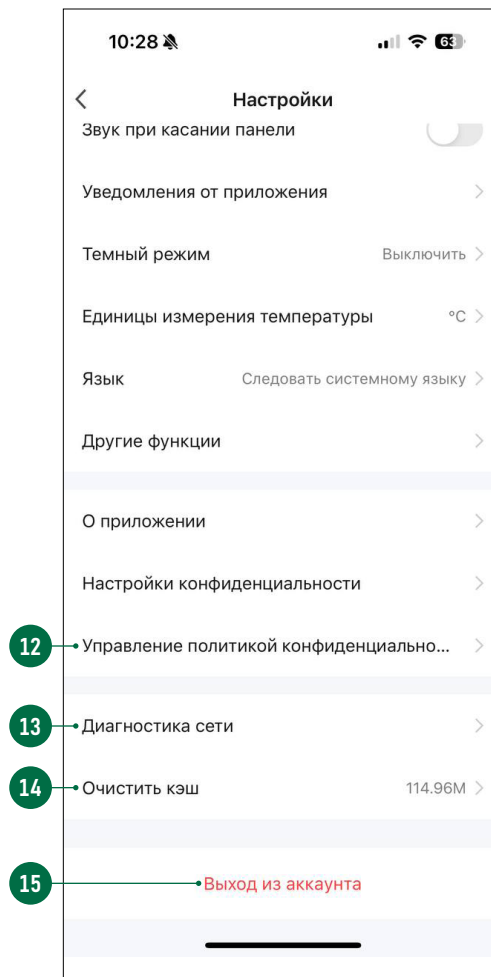 10:28
63
Настройки
Звук при касании панели
Уведомления от приложения
Темный режим Выключить
Единицы измерения температуры °C
Язык Следовать системному языку
Другие функции
О приложении
Настройки конфиденциальности
12 Управление политикой конфиденциально...
13 Диагностика сети
14 Очистить кэш 114.96M
15 Выход из аккаунта